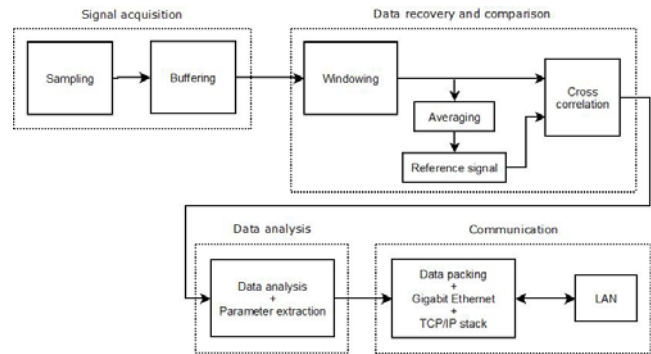 Signal acquisition
Data recovery and comparison
Sampling
Buffering
Windowing
Cross
correlation
Averaging
Reference signal
Data analysis
Communication
Data analysis
+
Parameter extraction
Data packing
+
Gigabit Ethernet
+
TCP/IP stack
LAN